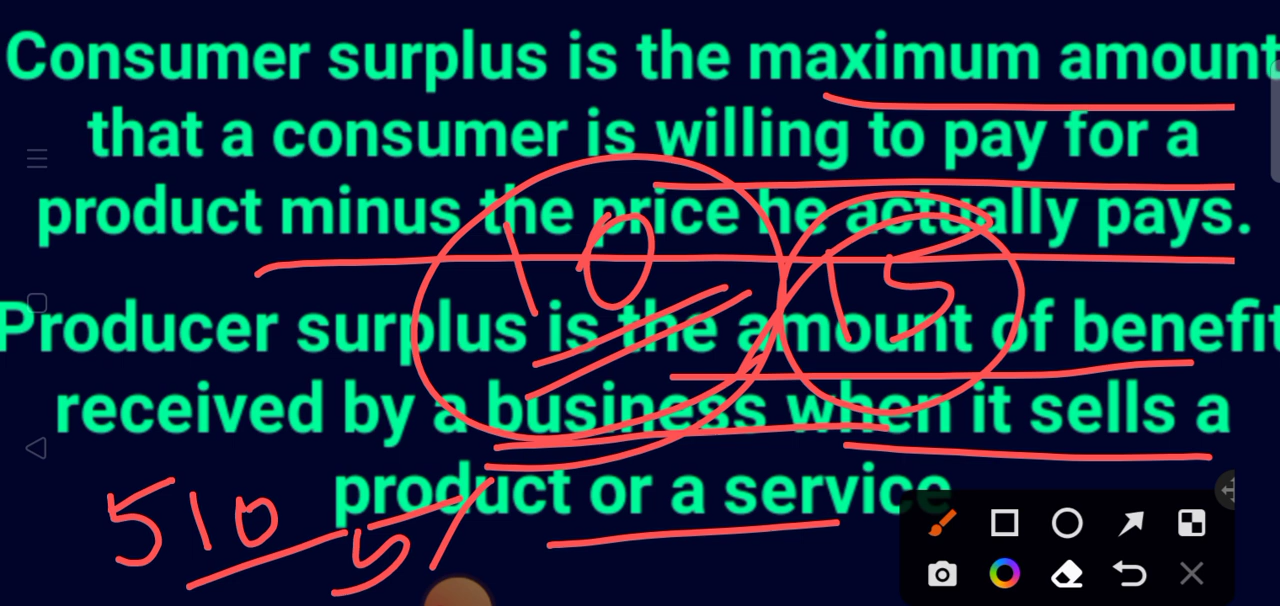 Consumer surplus is the maximum amount
that a consumer is willing to pay for a
product minus the price he actually pays.
10 15
Producer surplus is the amount of benefit
received by a business when it sells a
product or a service
510 5